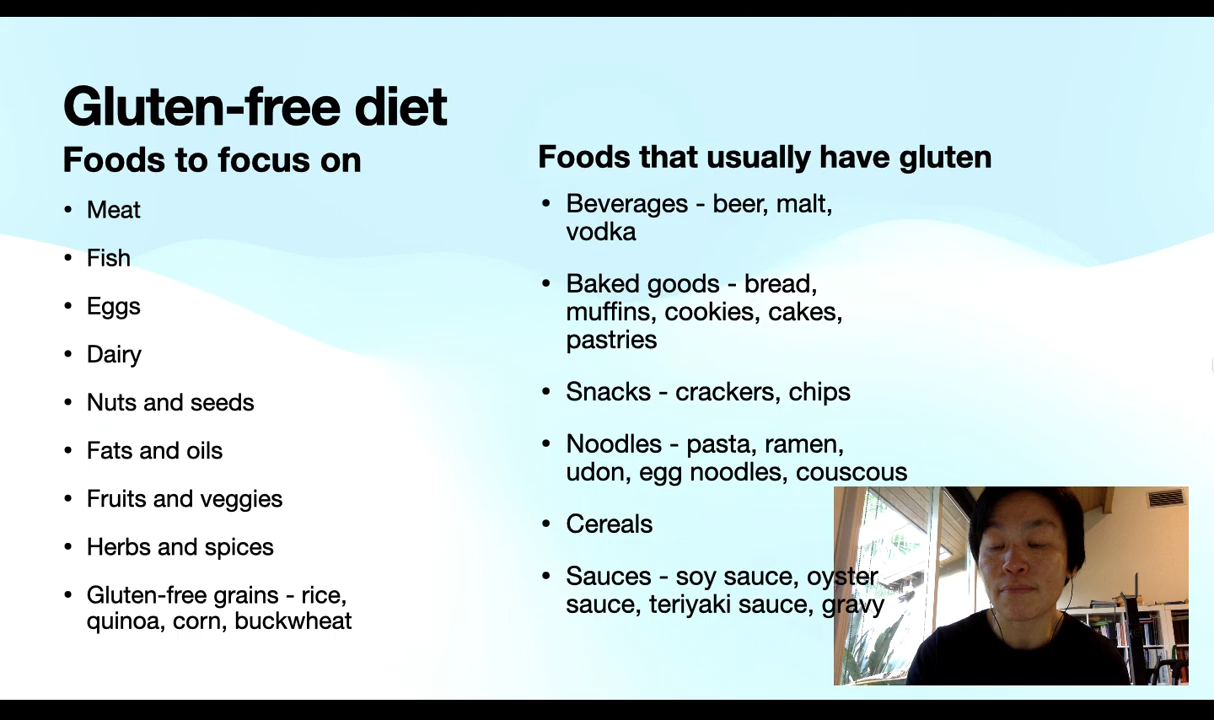 Gluten-free diet
Foods to focus on
• Meat
• Fish
• Eggs
• Dairy
• Nuts and seeds
• Fats and oils
• Fruits and veggies
• Herbs and spices
• Gluten-free grains - rice,
quinoa, corn, buckwheat
Foods that usually have gluten
• Beverages - beer, malt,
vodka
• Baked goods - bread,
muffins, cookies, cakes,
pastries
• Snacks - crackers, chips
• Noodles - pasta, ramen,
udon, egg noodles, couscous
• Cereals
• Sauces - soy sauce, oyster
sauce, teriyaki sauce, gravy